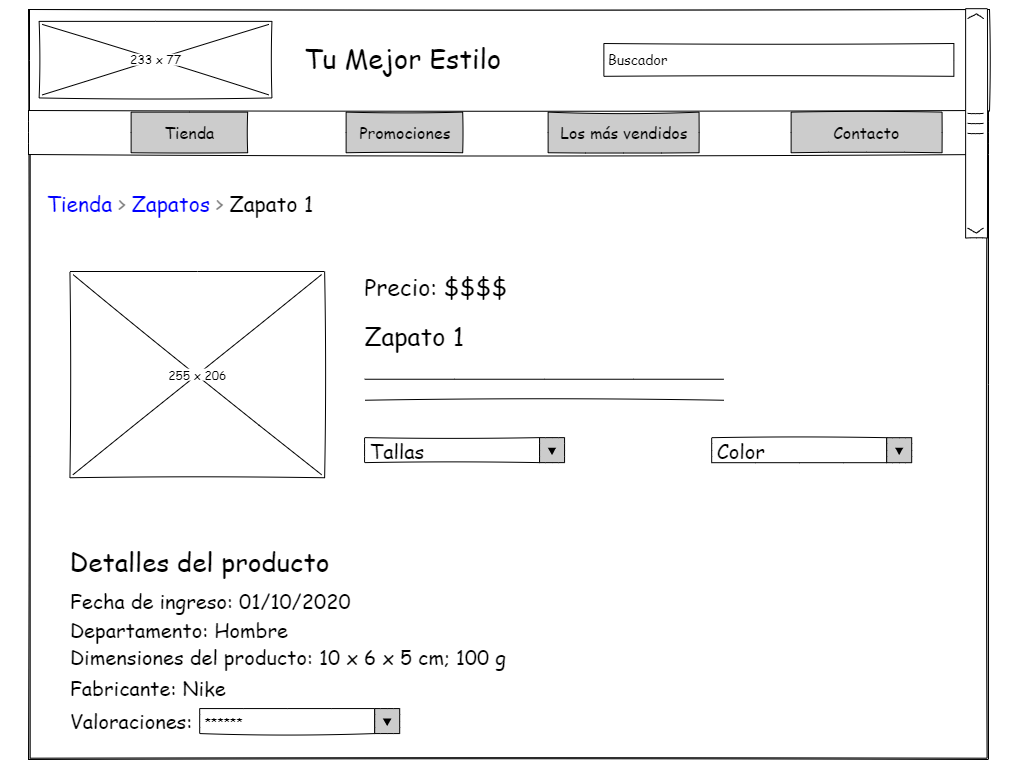 233 x 77
Tu Mejor Estilo
Buscador
Tienda
Promociones
Los más vendidos
Contacto
Tienda > Zapatos > Zapato 1
255 x 206
Precio: $$$$
Zapato 1
Tallas
Color
Detalles del producto
Fecha de ingreso: 01/10/2020
Departamento: Hombre
Dimensiones del producto: 10 x 6 x 5 cm; 100 g
Fabricante: Nike
Valoraciones: ******